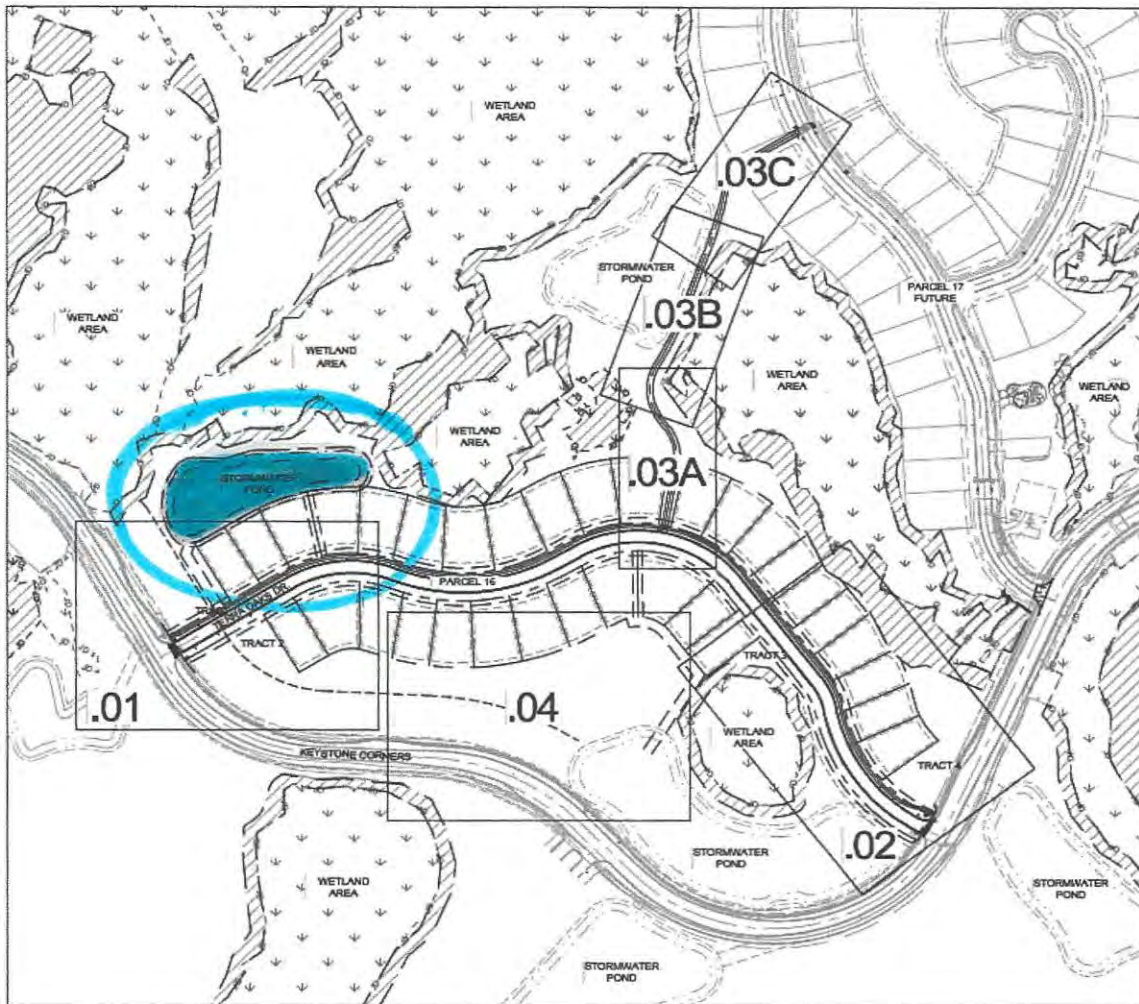 WETLAND
AREA
.03C
STORMWATER
POND
PARCEL 17
FUTURE
.03B
WETLAND
AREA
WETLAND
AREA
WETLAND
AREA
WETLAND
AREA
WETLAND
AREA
.03A
STORMWATER
POND
PARCEL 16
TRACT 2
TRACT 3
.01
.04
WETLAND
AREA
KEYSTONE CORNERS
TRACT 4
.02
STORMWATER
POND
WETLAND
AREA
STORMWATER
POND
STORMWATER
POND